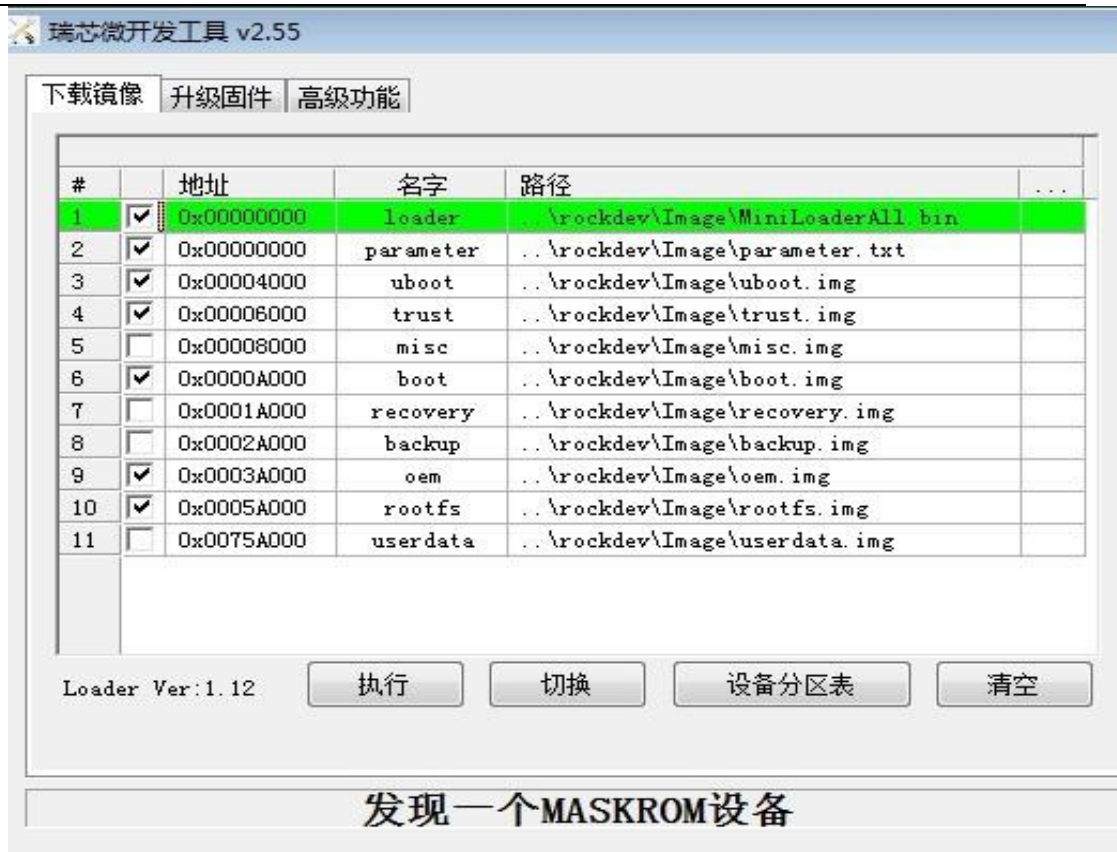 瑞芯微开发工具 v2.55
下载镜像 升级固件 高级功能
# 地址 名字 路径 ...
1 0x00000000 loader ..\rockdev\Image\MiniLoaderAll.bin
2 0x00000000 parameter ..\rockdev\Image\parameter.txt
3 0x00004000 uboot ..\rockdev\Image\uboot.img
4 0x00006000 trust ..\rockdev\Image\trust.img
5 0x00008000 misc ..\rockdev\Image\misc.img
6 0x0000A000 boot ..\rockdev\Image\boot.img
7 0x0001A000 recovery ..\rockdev\Image\recovery.img
8 0x0002A000 backup ..\rockdev\Image\backup.img
9 0x0003A000 oem ..\rockdev\Image\oem.img
10 0x0005A000 rootfs ..\rockdev\Image\rootfs.img
11 0x0075A000 userdata ..\rockdev\Image\userdata.img
Loader Ver:1.12 执行 切换 设备分区表 清空
发现一个MASKROM设备